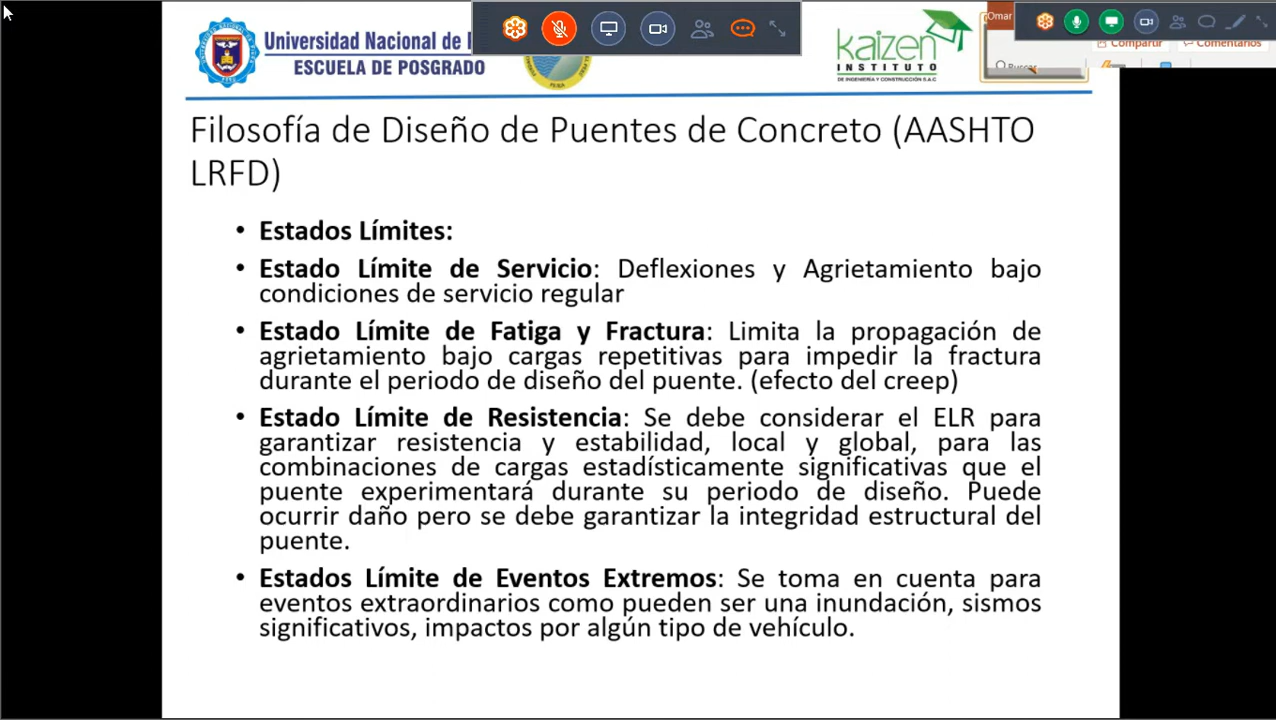 Universidad Nacional de
ESCUELA DE POSGRADO
kaizen
INSTITUTO
DE INGENIERÍA Y CONSTRUCCIÓN S.A.C
Omar
Compartir
Comentarios
Buscar
Filosofía de Diseño de Puentes de Concreto (AASHTO
LRFD)
• Estados Límites:
• Estado Límite de Servicio: Deflexiones y Agrietamiento bajo
condiciones de servicio regular
• Estado Límite de Fatiga y Fractura: Limita la propagación de
agrietamiento bajo cargas repetitivas para impedir la fractura
durante el periodo de diseño del puente. (efecto del creep)
• Estado Límite de Resistencia: Se debe considerar el ELR para
garantizar resistencia y estabilidad, local y global, para las
combinaciones de cargas estadísticamente significativas que el
puente experimentará durante su periodo de diseño. Puede
ocurrir daño pero se debe garantizar la integridad estructural del
puente.
• Estados Límite de Eventos Extremos: Se toma en cuenta para
eventos extraordinarios como pueden ser una inundación, sismos
significativos, impactos por algún tipo de vehículo.